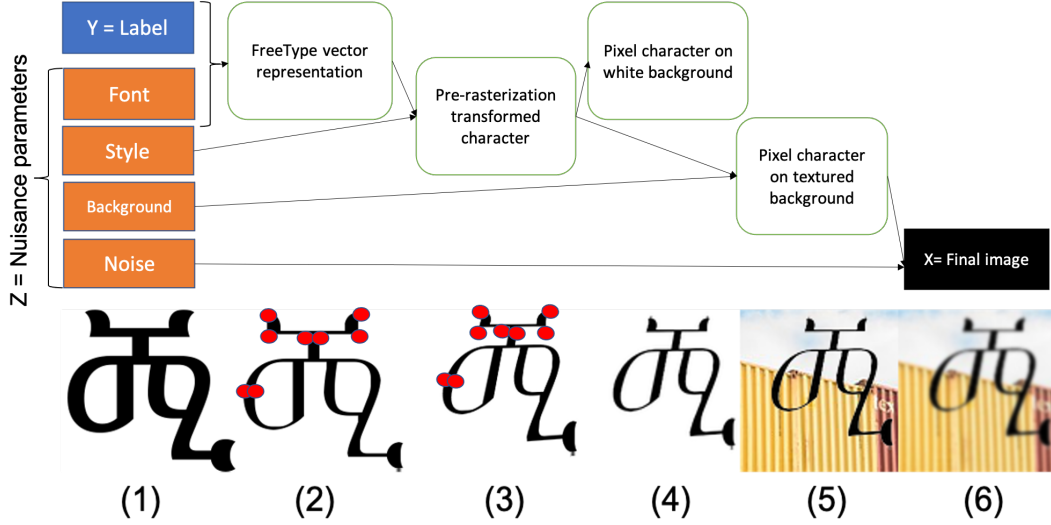 Y = Label
Font
Style
Background
Noise
Z = Nuisance parameters
FreeType vector
representation
Pre-rasterization
transformed
character
Pixel character on
white background
Pixel character
on textured
background
X= Final image
(1)
(2)
(3)
(4)
(5)
(6)